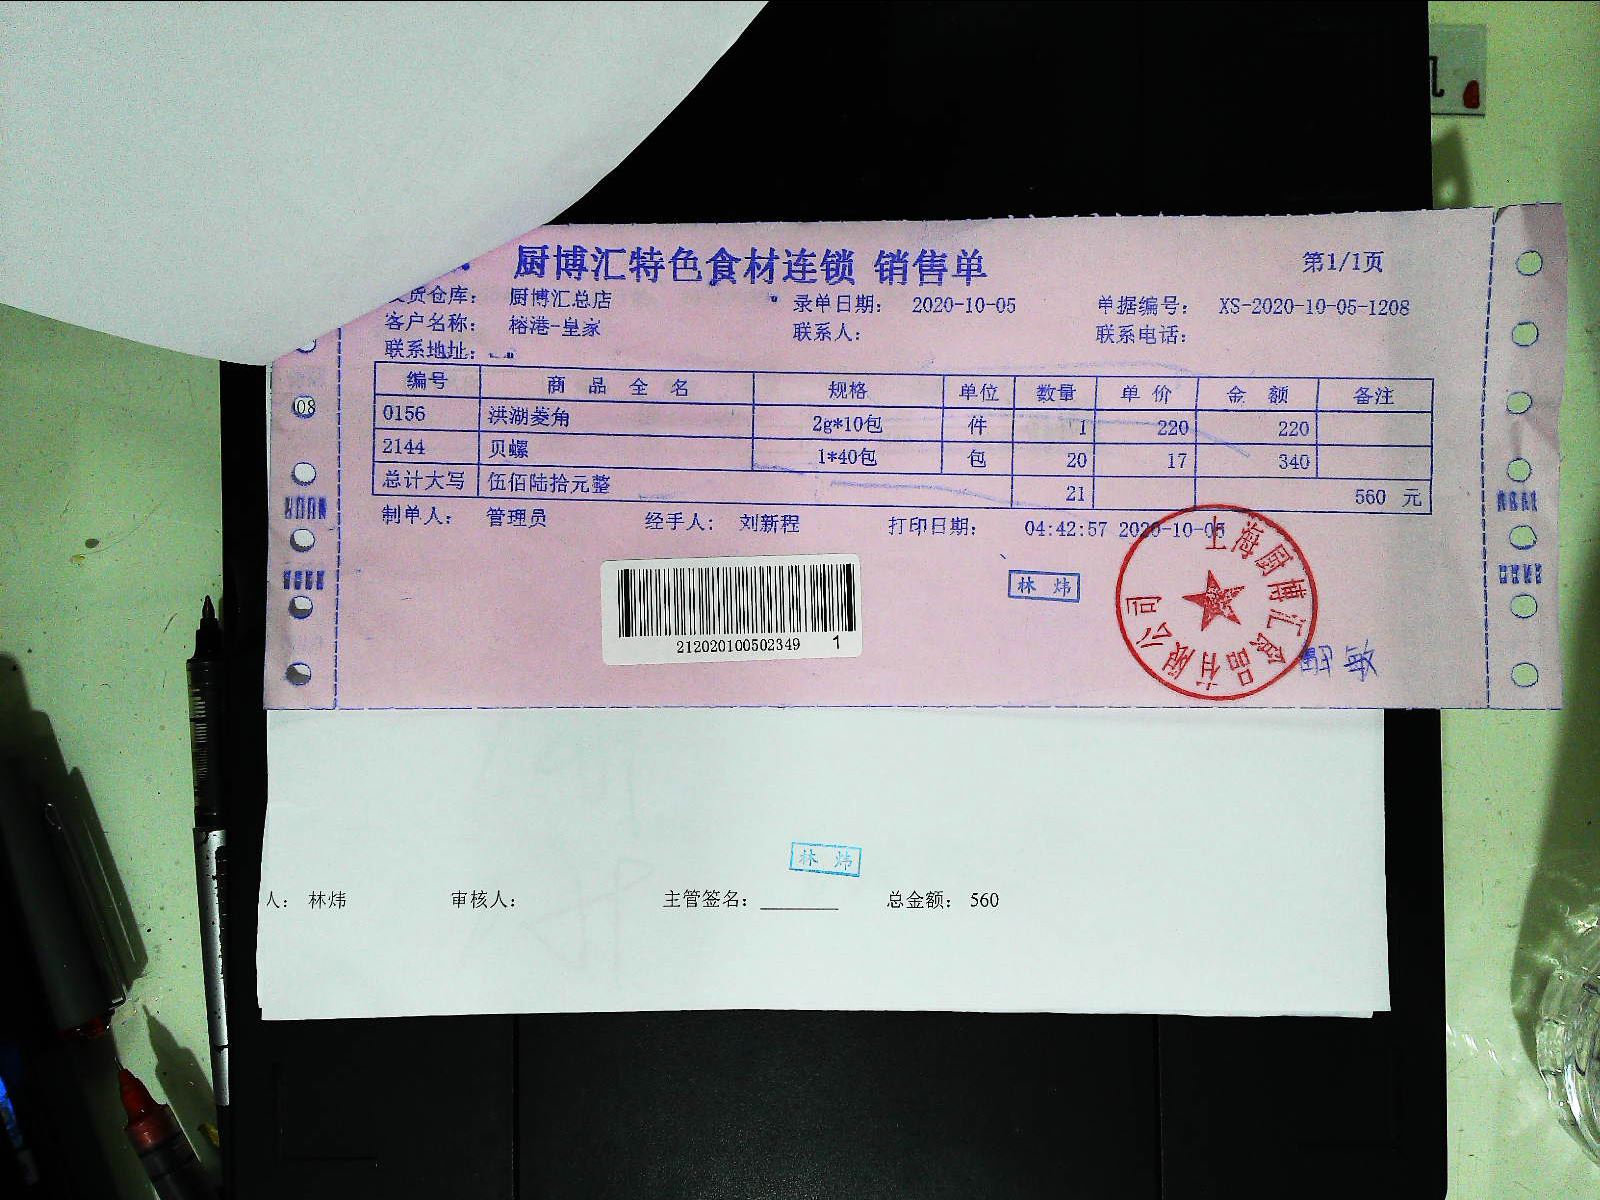 厨博汇特色食材连锁 销售单
第1/1页
发货仓库： 厨博汇总店 录单日期： 2020-10-05 单据编号： XS-2020-10-05-1208
客户名称： 榕港-皇家 联系人： 联系电话：
联系地址：
编号 商品全名 规格 单位 数量 单价 金额 备注
0156 洪湖菱角 2g*10包 件 1 220 220
2144 贝螺 1*40包 包 20 17 340
总计大写 伍佰陆拾元整 21 560 元
制单人： 管理员 经手人： 刘新程 打印日期： 04:42:57 2020-10-05
林 炜
上海厨博汇食品有限公司
212020100502349 1
敏
08
林 炜
人： 林炜 审核人： 主管签名：________ 总金额： 560